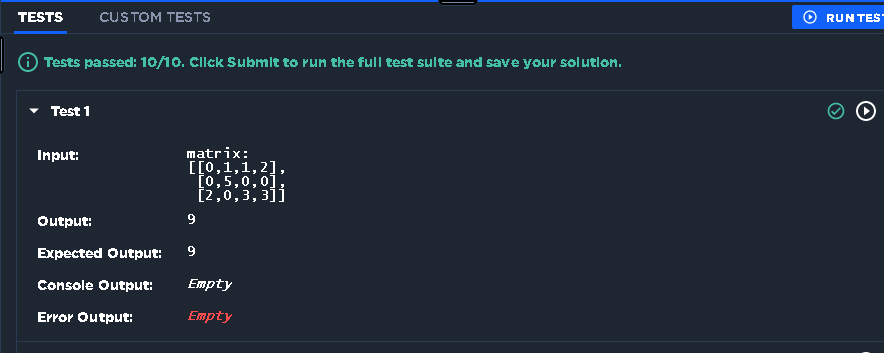 TESTS CUSTOM TESTS RUN TES
Tests passed: 10/10. Click Submit to run the full test suite and save your solution.
Test 1
Input: matrix:
[[0,1,1,2],
[0,5,0,0],
[2,0,3,3]]
Output: 9
Expected Output: 9
Console Output: Empty
Error Output: Empty